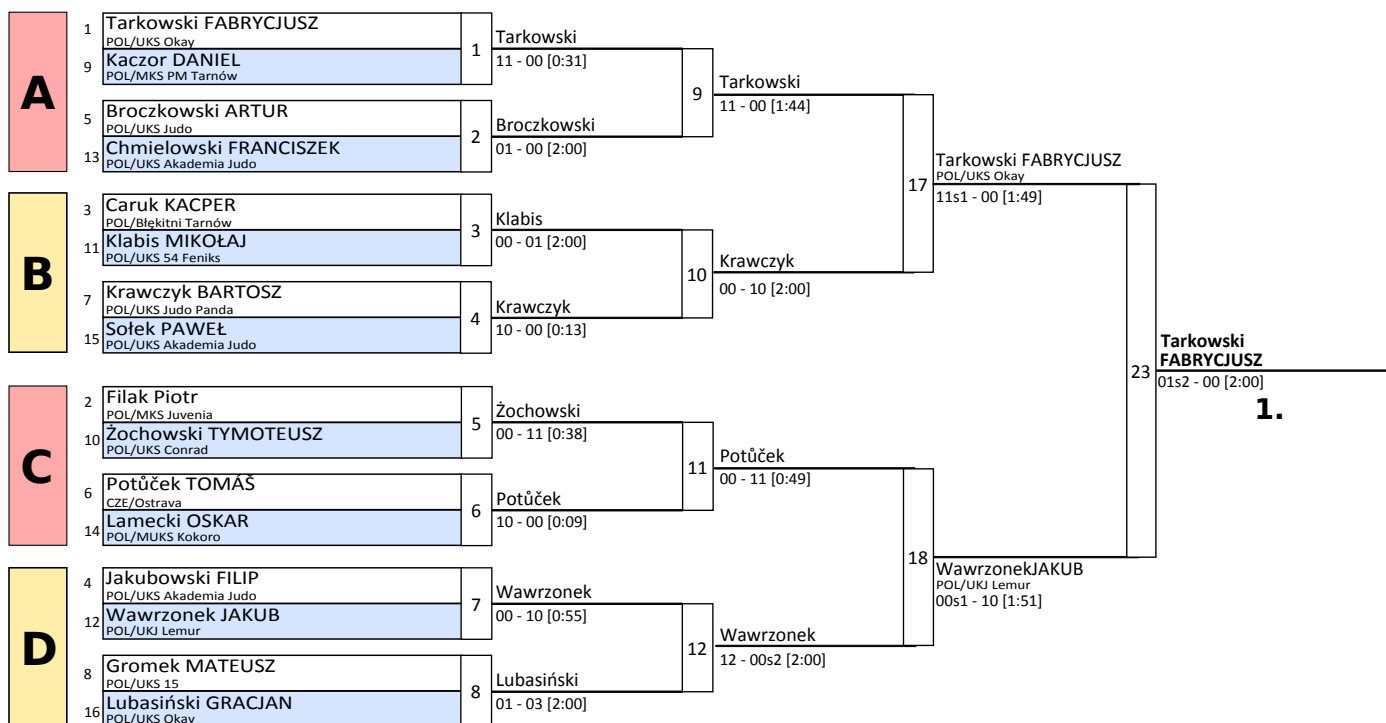 A
1
Tarkowski FABRYCJUSZ
POL/UKS Okay
9
Kaczor DANIEL
POL/MKS PM Tarnów
1
Tarkowski
11 - 00 [0:31]
5
Broczkowski ARTUR
POL/UKS Judo
13
Chmielowski FRANCISZEK
POL/UKS Akademia Judo
2
Broczkowski
01 - 00 [2:00]
9
Tarkowski
11 - 00 [1:44]
B
3
Caruk KACPER
POL/Błękitni Tarnów
11
Klabis MIKOŁAJ
POL/UKS 54 Feniks
3
Klabis
00 - 01 [2:00]
7
Krawczyk BARTOSZ
POL/UKS Judo Panda
15
Sołek PAWEŁ
POL/UKS Akademia Judo
4
Krawczyk
10 - 00 [0:13]
10
Krawczyk
00 - 10 [2:00]
17
Tarkowski FABRYCJUSZ
POL/UKS Okay
11s1 - 00 [1:49]
C
2
Filak Piotr
POL/MKS Juvenia
10
Żochowski TYMOTEUSZ
POL/UKS Conrad
5
Żochowski
00 - 11 [0:38]
6
Potůček TOMÁŠ
CZE/Ostrava
14
Lamecki OSKAR
POL/MUKS Kokoro
6
Potůček
10 - 00 [0:09]
11
Potůček
00 - 11 [0:49]
D
4
Jakubowski FILIP
POL/UKS Akademia Judo
12
Wawrzonek JAKUB
POL/UKJ Lemur
7
Wawrzonek
00 - 10 [0:55]
8
Gromek MATEUSZ
POL/UKS 15
16
Lubasiński GRACJAN
POL/UKS Okay
8
Lubasiński
01 - 03 [2:00]
12
Wawrzonek
12 - 00s2 [2:00]
18
WawrzonekJAKUB
POL/UKJ Lemur
00s1 - 10 [1:51]
23
Tarkowski
FABRYCJUSZ
01s2 - 00 [2:00]
1.